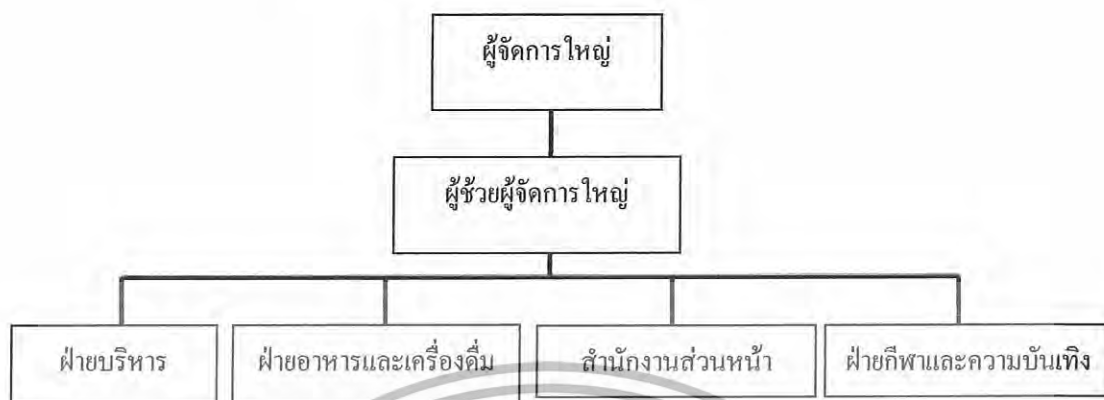 ผู้จัดการใหญ่
ผู้ช่วยผู้จัดการใหญ่
ฝ่ายบริหาร
ฝ่ายอาหารและเครื่องดื่ม
สำนักงานส่วนหน้า
ฝ่ายกีฬาและความบันเทิง